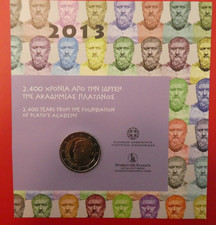 2013
2.400 ΧΡΟΝΙΑ ΑΠΟ ΤΗΝ ΙΔΡΥΣΗ
ΤΗΣ ΑΚΑΔΗΜΙΑΣ ΠΛΑΤΩΝΟΣ
2.400 YEARS FROM THE FOUNDATION
OF PLATO'S ACADEMY